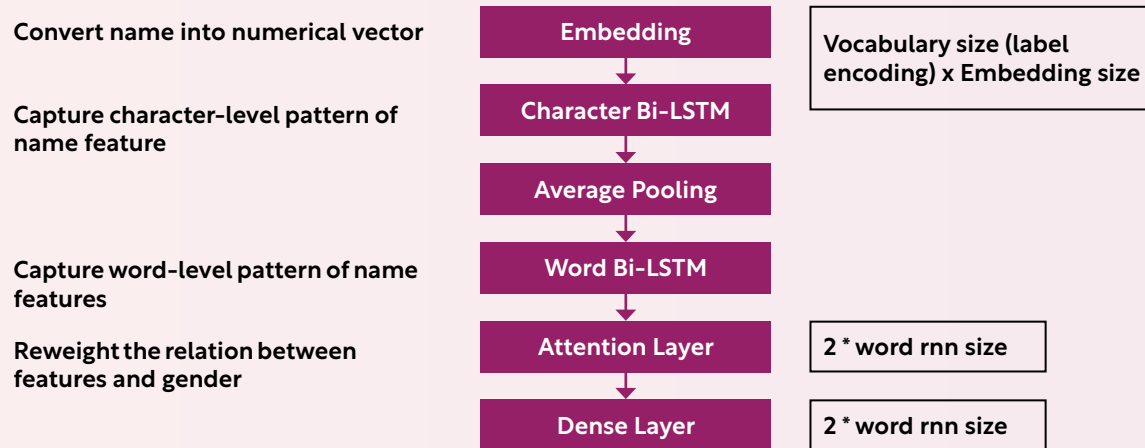 Convert name into numerical vector
Embedding
Vocabulary size (label
encoding) x Embedding size
Capture character-level pattern of
name feature
Character Bi-LSTM
Average Pooling
Capture word-level pattern of name
features
Word Bi-LSTM
Reweight the relation between
features and gender
Attention Layer
2 * word rnn size
Dense Layer
2 * word rnn size